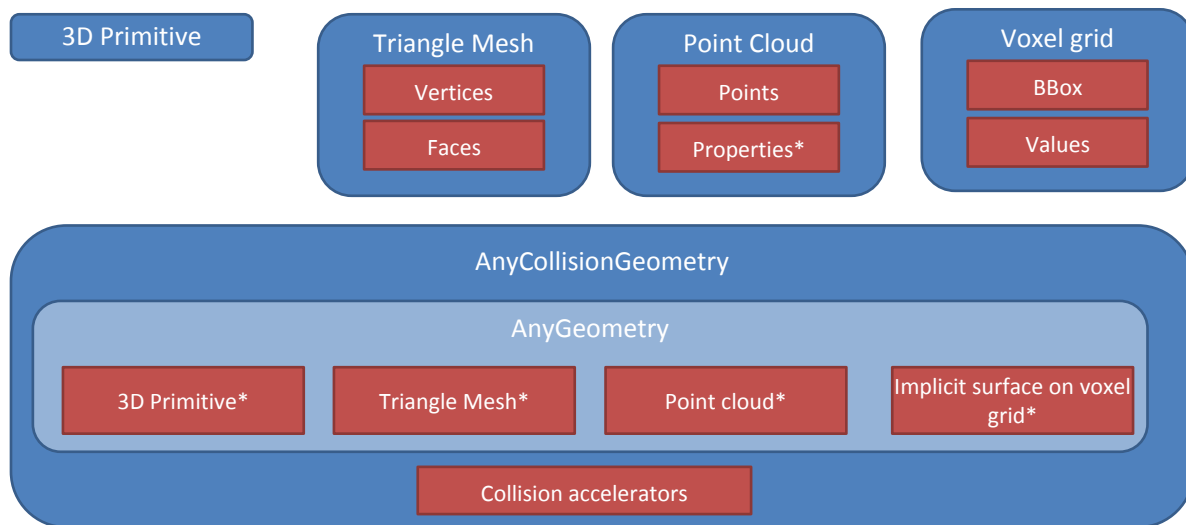 3D Primitive
Triangle Mesh
Vertices
Faces
Point Cloud
Points
Properties*
Voxel grid
BBox
Values
AnyCollisionGeometry
AnyGeometry
3D Primitive*
Triangle Mesh*
Point cloud*
Implicit surface on voxel
grid*
Collision accelerators